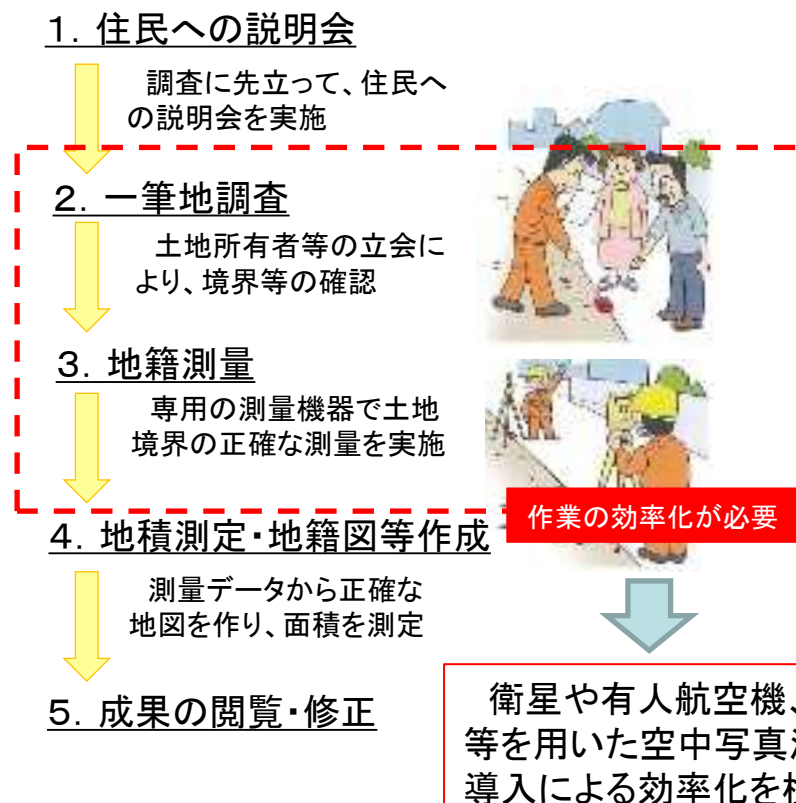 １．住民への説明会
調査に先立って、住民へ
の説明会を実施
２．一筆地調査
土地所有者等の立会に
より、境界等の確認
３．地籍測量
専用の測量機器で土地
境界の正確な測量を実施
作業の効率化が必要
４．地積測定・地籍図等作成
測量データから正確な
地図を作り、面積を測定
５．成果の閲覧・修正
衛星や有人航空機、
等を用いた空中写真
導入による効率化を